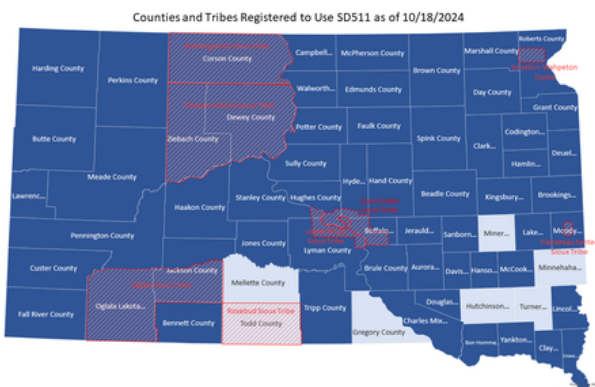 Counties and Tribes Registered to Use SD511 as of 10/18/2024
Harding County
Perkins County
Corson County
Campbell...
McPherson County
Brown County
Marshall County
Roberts County
Walworth...
Edmunds County
Day County
Grant County
Dewey County
Ziebach County
Butte County
Meade County
Potter County
Faulk County
Spink County
Clark...
Codington...
Hamlin...
Deuel...
Sully County
Hyde...
Hand County
Beadle County
Kingsbury...
Brookings...
Lawrenc...
Haakon County
Stanley County
Hughes County
Buffalo...
Jerauld...
Sanborn...
Miner...
Lake...
Moody...
Sioux Tribe
Sioux Tribe
Pennington County
Jones County
Lyman County
Custer County
Jackson County
Mellette County
Brule County
Aurora...
Davis...
Hanso...
McCook...
Minnehaha...
Fall River County
Oglala Lakota...
Bennett County
Rosebud Sioux Tribe
Todd County
Tripp County
Gregory County
Charles Mix...
Douglas...
Hutchinson...
Turner...
Lincol...
Bon Homme...
Yankton...
Clay...